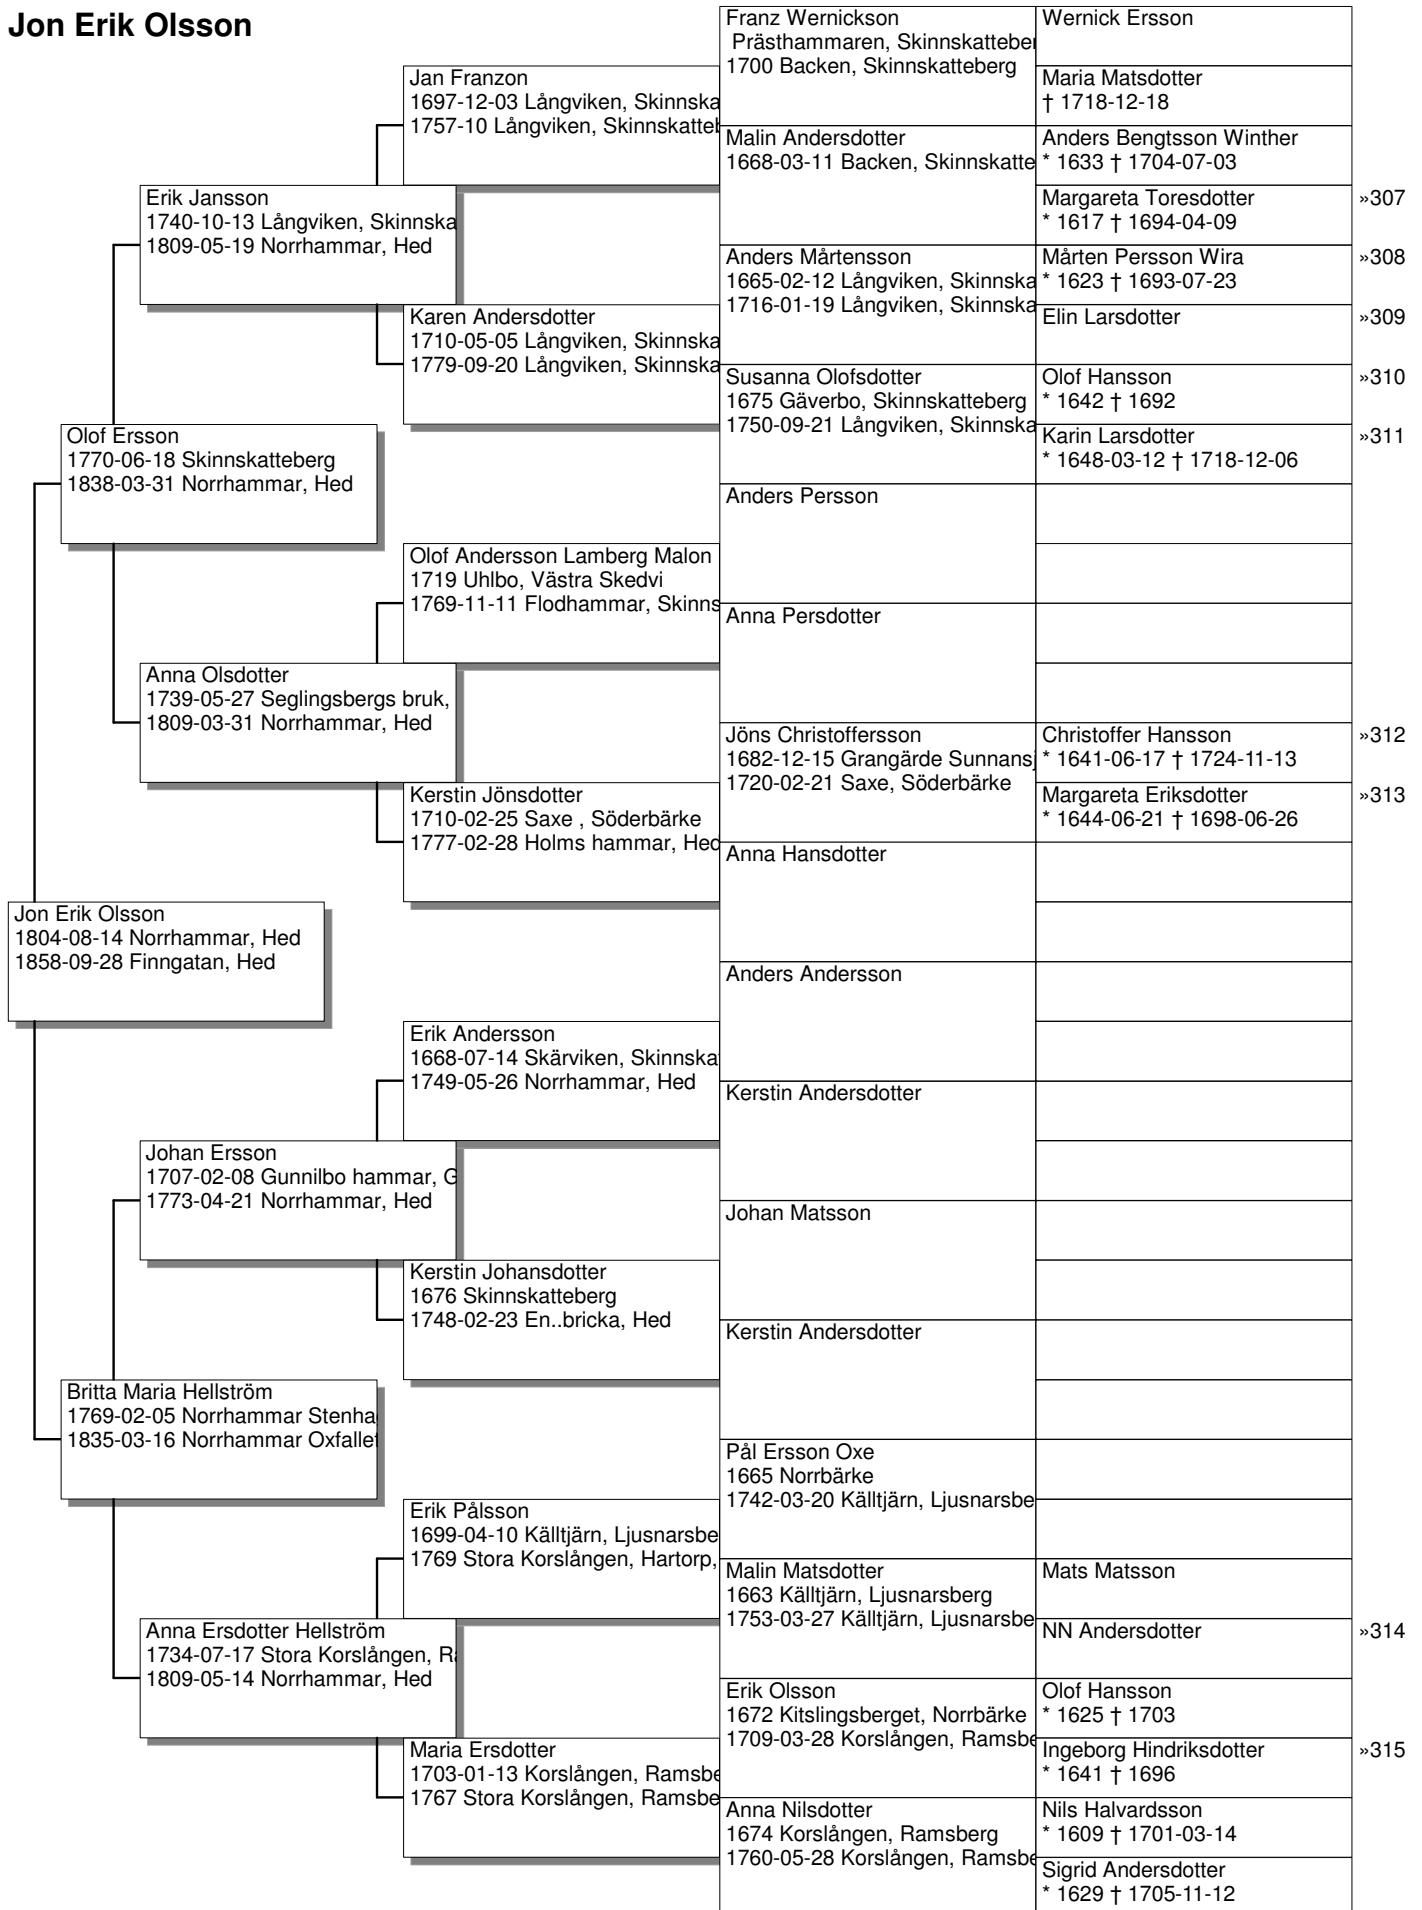 Jon Erik Olsson
Jon Erik Olsson
1804-08-14 Norrhammar, Hed
1858-09-28 Finngatan, Hed
Olof Ersson
1770-06-18 Skinnskatteberg
1838-03-31 Norrhammar, Hed
Britta Maria Hellström
1769-02-05 Norrhammar Stenha
1835-03-16 Norrhammar Oxfallet
Erik Jansson
1740-10-13 Långviken, Skinnska
1809-05-19 Norrhammar, Hed
Anna Olsdotter
1739-05-27 Seglingsbergs bruk,
1809-03-31 Norrhammar, Hed
Johan Ersson
1707-02-08 Gunnilbo hammar, G
1773-04-21 Norrhammar, Hed
Anna Ersdotter Hellström
1734-07-17 Stora Korslången, Ra
1809-05-14 Norrhammar, Hed
Jan Franzon
1697-12-03 Långviken, Skinnska
1757-10 Långviken, Skinnskatteb
Karen Andersdotter
1710-05-05 Långviken, Skinnska
1779-09-20 Långviken, Skinnska
Olof Andersson Lamberg Malon
1719 Uhlbo, Västra Skedvi
1769-11-11 Flodhammar, Skinns
Kerstin Jönsdotter
1710-02-25 Saxe , Söderbärke
1777-02-28 Holms hammar, Hed
Erik Andersson
1668-07-14 Skärviken, Skinnska
1749-05-26 Norrhammar, Hed
Kerstin Johansdotter
1676 Skinnskatteberg
1748-02-23 En..bricka, Hed
Erik Pålsson
1699-04-10 Källtjärn, Ljusnarsbe
1769 Stora Korslången, Hartorp,
Maria Ersdotter
1703-01-13 Korslången, Ramsbe
1767 Stora Korslången, Ramsbe
Franz Wernickson
Prästhammaren, Skinnskatteber
1700 Backen, Skinnskatteberg
Malin Andersdotter
1668-03-11 Backen, Skinnskatte
Anders Mårtensson
1665-02-12 Långviken, Skinnska
1716-01-19 Långviken, Skinnska
Susanna Olofsdotter
1675 Gäverbo, Skinnskatteberg
1750-09-21 Långviken, Skinnska
Anders Persson
Anna Persdotter
Jöns Christoffersson
1682-12-15 Grangärde Sunnansj
1720-02-21 Saxe, Söderbärke
Anna Hansdotter
Anders Andersson
Kerstin Andersdotter
Johan Matsson
Kerstin Andersdotter
Pål Ersson Oxe
1665 Norrbärke
1742-03-20 Källtjärn, Ljusnarsbe
Malin Matsdotter
1663 Källtjärn, Ljusnarsberg
1753-03-27 Källtjärn, Ljusnarsbe
Erik Olsson
1672 Kitslingsberget, Norrbärke
1709-03-28 Korslången, Ramsbe
Anna Nilsdotter
1674 Korslången, Ramsberg
1760-05-28 Korslången, Ramsbe
Wernick Ersson
Maria Matsdotter
† 1718-12-18
Anders Bengtsson Winther
* 1633 † 1704-07-03
Margareta Toresdotter »307
* 1617 † 1694-04-09
Mårten Persson Wira »308
* 1623 † 1693-07-23
Elin Larsdotter »309
Olof Hansson »310
* 1642 † 1692
Karin Larsdotter »311
* 1648-03-12 † 1718-12-06
Christoffer Hansson »312
* 1641-06-17 † 1724-11-13
Margareta Eriksdotter »313
* 1644-06-21 † 1698-06-26
Mats Matsson
NN Andersdotter »314
Olof Hansson
* 1625 † 1703
Ingeborg Hindriksdotter »315
* 1641 † 1696
Nils Halvardsson
* 1609 † 1701-03-14
Sigrid Andersdotter
* 1629 † 1705-11-12